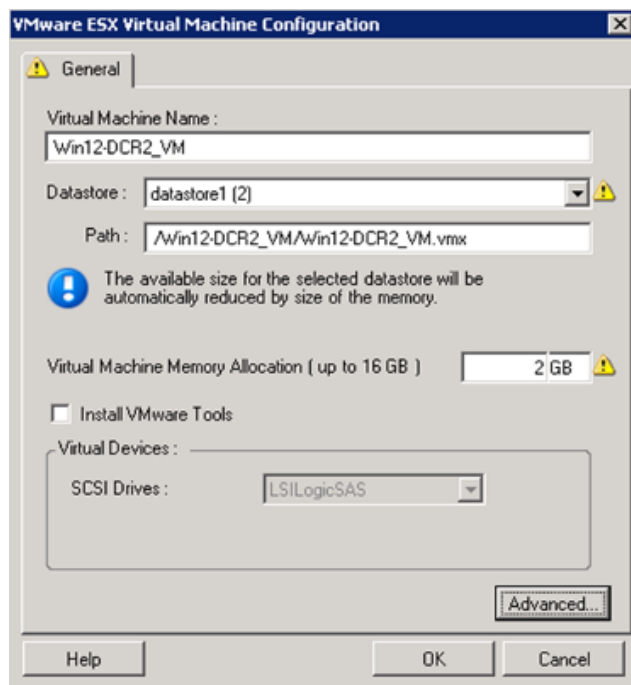 VMware ESX Virtual Machine Configuration
General
Virtual Machine Name :
Win12-DCR2_VM
Datastore : datastore1 (2)
Path : /Win12-DCR2_VM/Win12-DCR2_VM.vmx
The available size for the selected datastore will be
automatically reduced by size of the memory.
Virtual Machine Memory Allocation ( up to 16 GB ) 2 GB
Install VMware Tools
Virtual Devices :
SCSI Drives : LSILogicSAS
Advanced...
Help OK Cancel